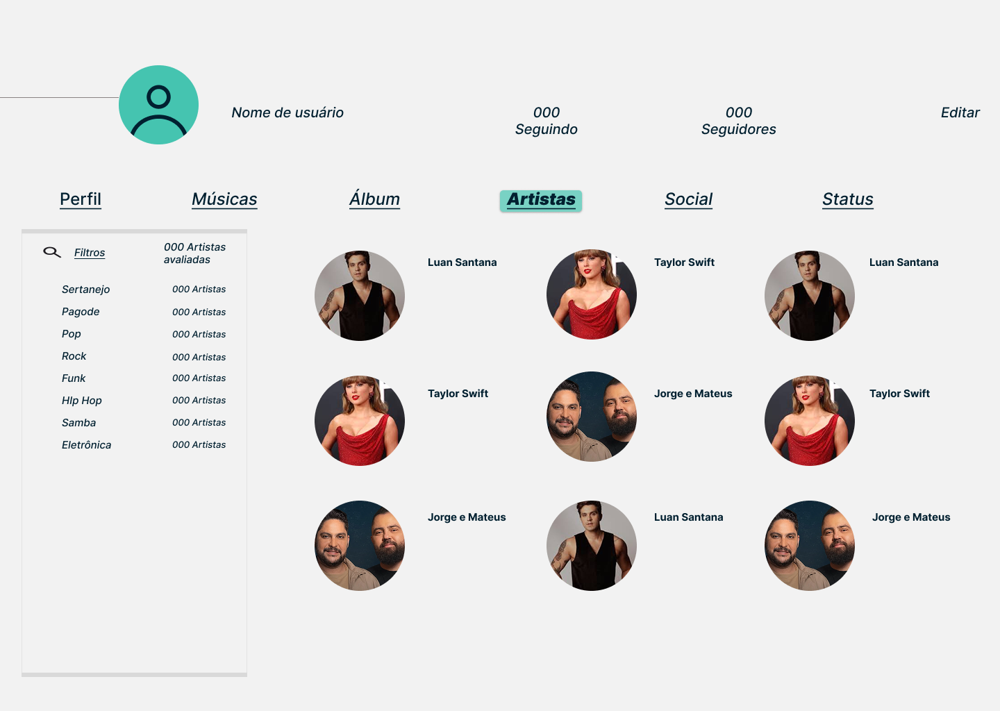 Nome de usuário
000
Seguindo
000
Seguidores
Editar
Perfil
Músicas
Álbum
Artistas
Social
Status
Filtros
000 Artistas
avaliadas
Sertanejo 000 Artistas
Pagode 000 Artistas
Pop 000 Artistas
Rock 000 Artistas
Funk 000 Artistas
HIp Hop 000 Artistas
Samba 000 Artistas
Eletrônica 000 Artistas
Luan Santana
Taylor Swift
Luan Santana
Taylor Swift
Jorge e Mateus
Taylor Swift
Jorge e Mateus
Luan Santana
Jorge e Mateus